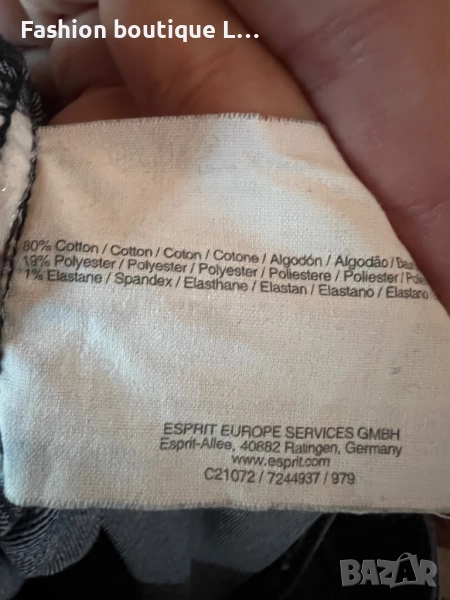 Fashion boutique L...
80% Cotton / Cotton / Coton / Cotone / Algodón / Algodão /
19% Polyester / Polyester / Polyester / Poliestere / Poliester /
1% Elastane / Spandex / Elasthane / Elastan / Elastano / Elastano
ESPRIT EUROPE SERVICES GMBH
Esprit-Allee, 40882 Ratingen, Germany
www.esprit.com
C21072 / 7244937 / 979
BAZAR